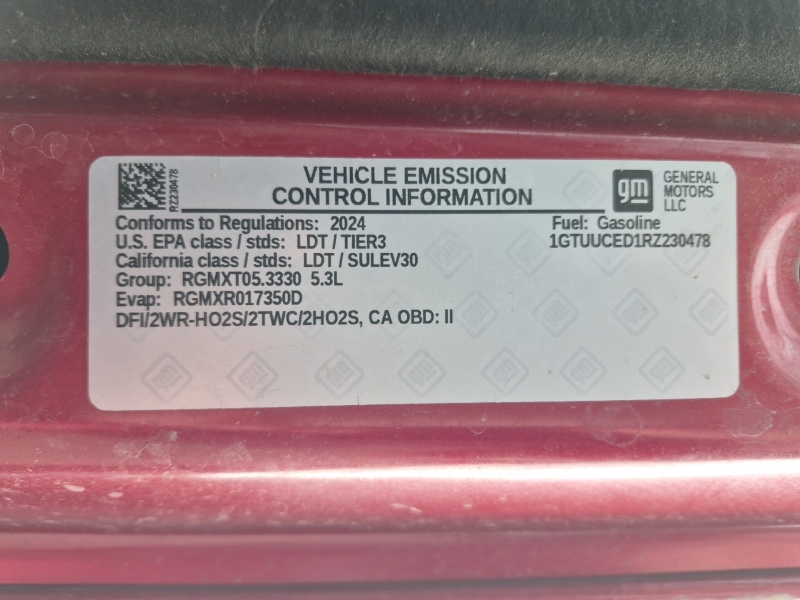 RZ230478
VEHICLE EMISSION
CONTROL INFORMATION
gm
GENERAL
MOTORS
LLC
Conforms to Regulations: 2024
Fuel: Gasoline
U.S. EPA class / stds: LDT / TIER3
1GTUUCED1RZ230478
California class / stds: LDT / SULEV30
Group: RGMXT05.3330 5.3L
Evap: RGMXR017350D
DFI/2WR-HO2S/2TWC/2HO2S, CA OBD: II